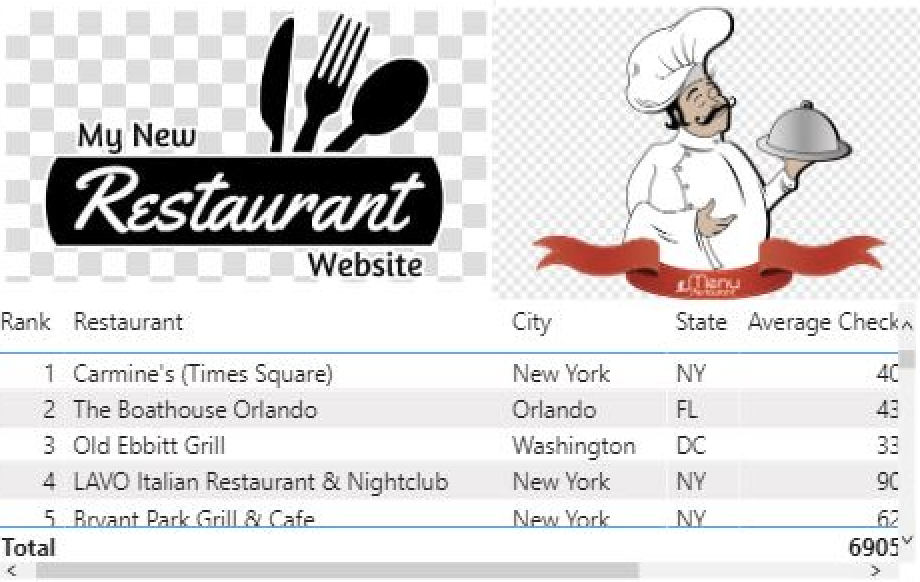 My New
Restaurant
Website
Menu
Restaurant
Rank Restaurant City State Average Check
1 Carmine's (Times Square) New York NY 40
2 The Boathouse Orlando Orlando FL 43
3 Old Ebbitt Grill Washington DC 33
4 LAVO Italian Restaurant & Nightclub New York NY 90
5 Bryant Park Grill & Cafe New York NY 62
Total 6905